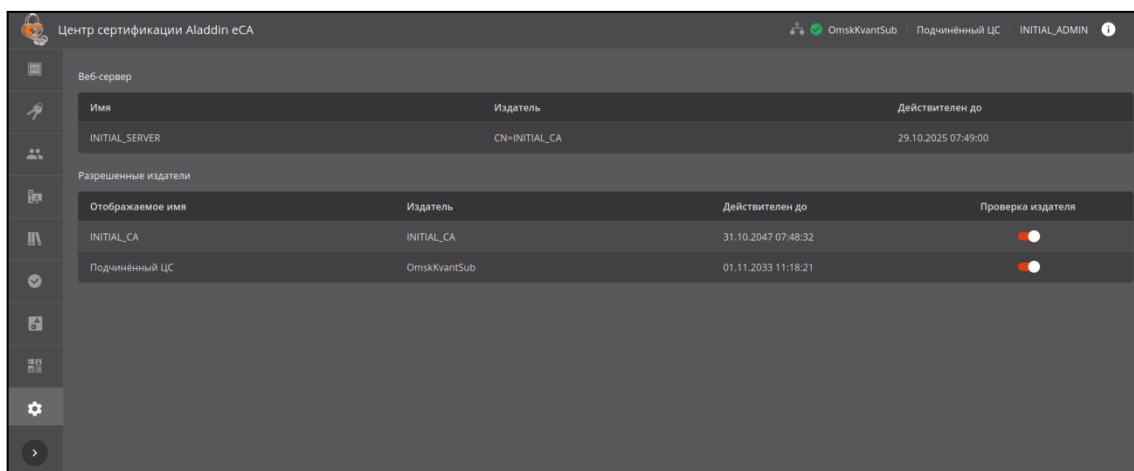 Центр сертификации Aladdin eCA OmskKvantSub Подчинённый ЦС INITIAL_ADMIN
Веб-сервер
Имя Издатель Действителен до
INITIAL_SERVER CN=INITIAL_CA 29.10.2025 07:49:00
Разрешенные издатели
Отображаемое имя Издатель Действителен до Проверка издателя
INITIAL_CA INITIAL_CA 31.10.2047 07:48:32
Подчинённый ЦС OmskKvantSub 01.11.2033 11:18:21